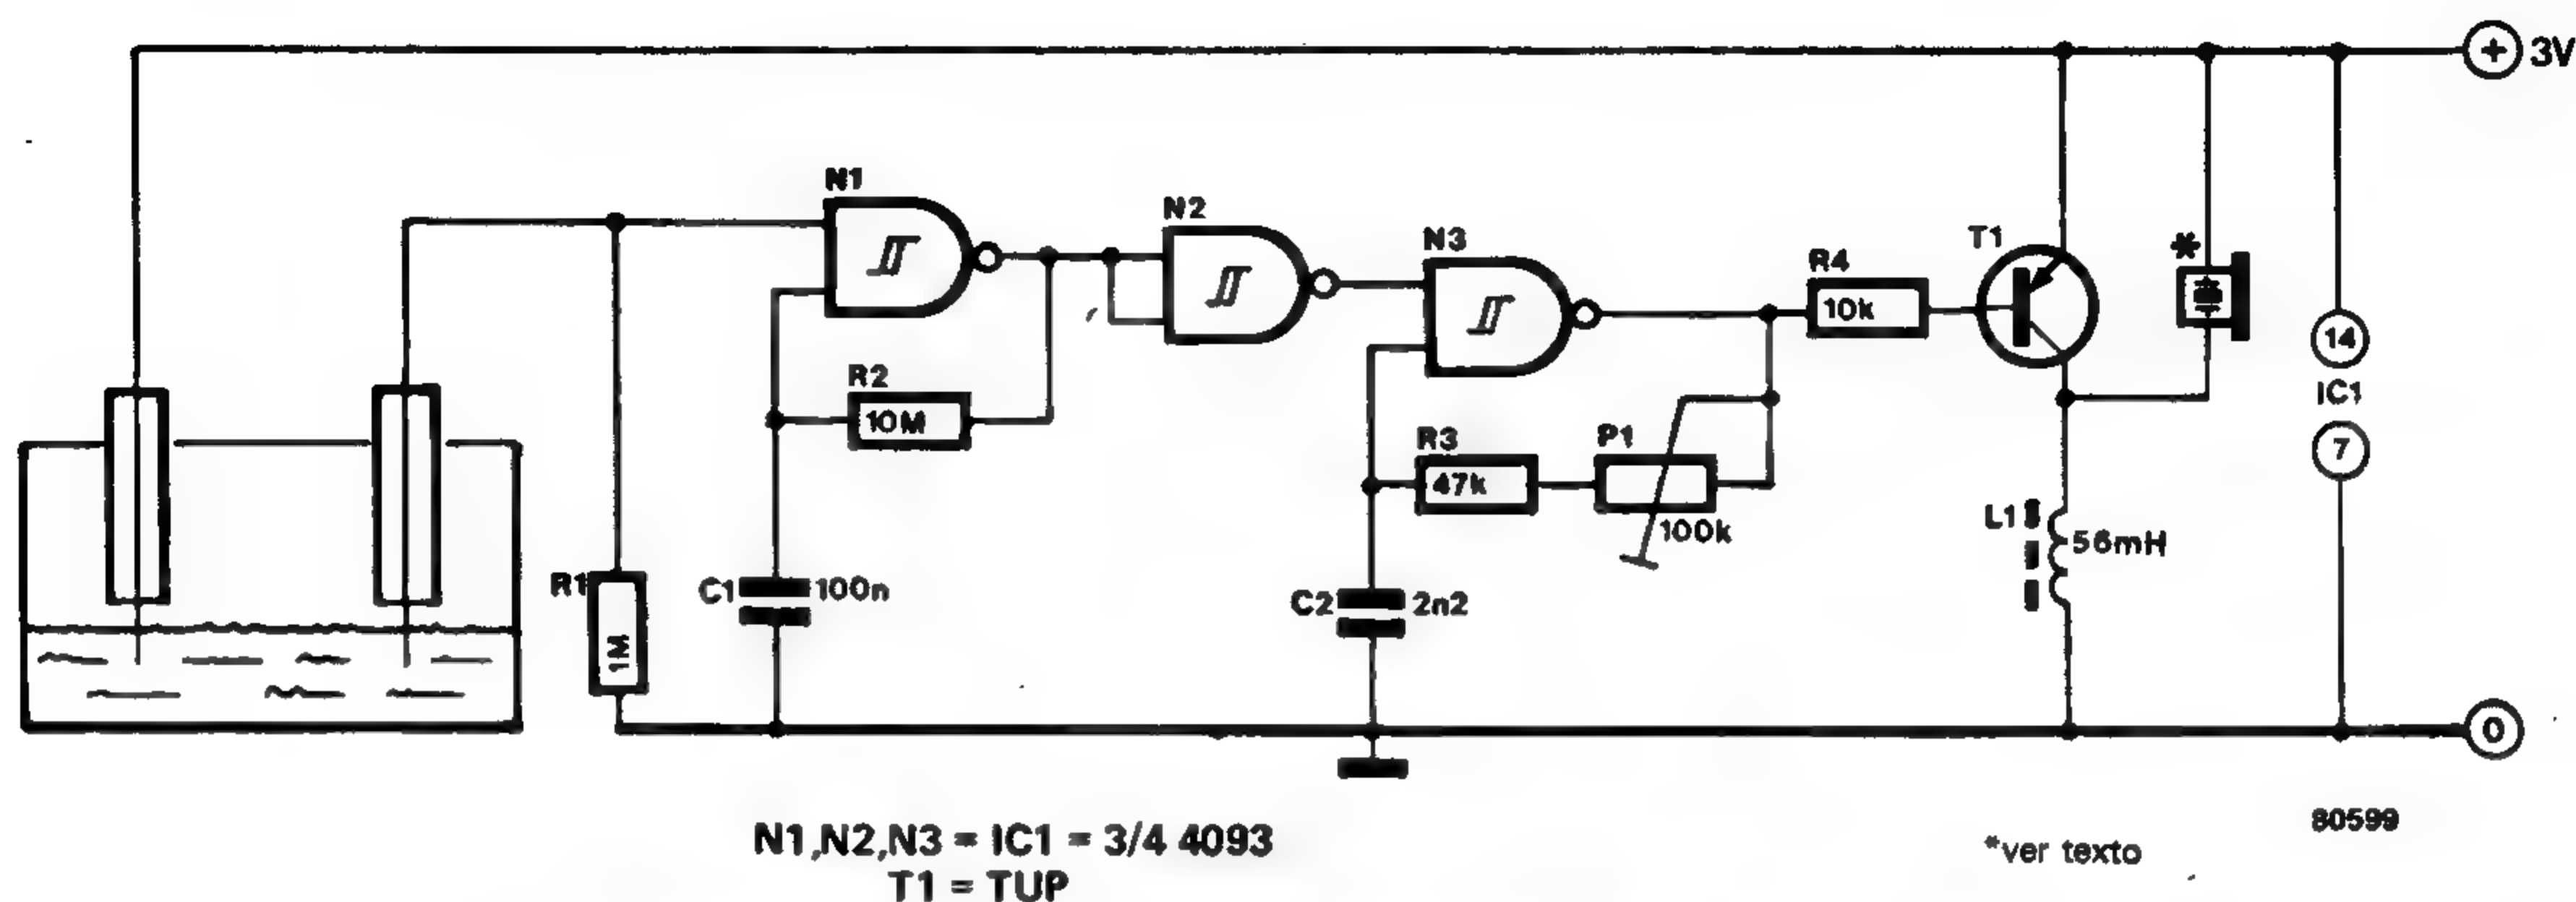 + 3V
N1
N2
N3
T1
*
R4
10k
14
IC1
7
R2
10M
R3
47k
P1
100k
L1
56mH
R1
1M
C1
100n
C2
2n2
0
80599
N1,N2,N3 = IC1 = 3/4 4093
T1 = TUP
*ver texto